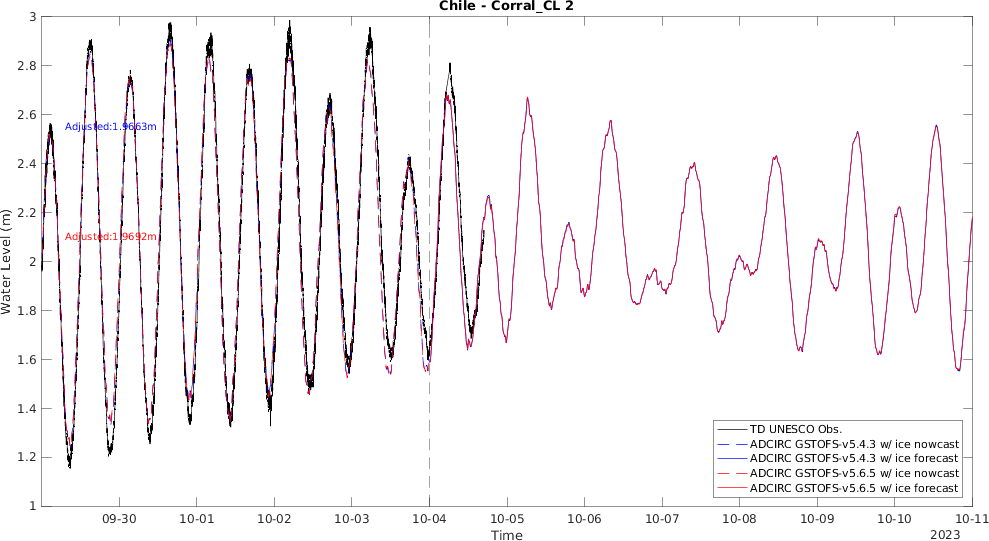 Chile - Corral_CL 2
Water Level (m)
3
2.8
2.6
2.4
2.2
2
1.8
1.6
1.4
1.2
1
Adjusted:1.9663m
Adjusted:1.9692m
TD UNESCO Obs.
ADCIRC GSTOFS-v5.4.3 w/ ice nowcast
ADCIRC GSTOFS-v5.4.3 w/ ice forecast
ADCIRC GSTOFS-v5.6.5 w/ ice nowcast
ADCIRC GSTOFS-v5.6.5 w/ ice forecast
09-30 10-01 10-02 10-03 10-04 10-05 10-06 10-07 10-08 10-09 10-10 10-11
Time
2023